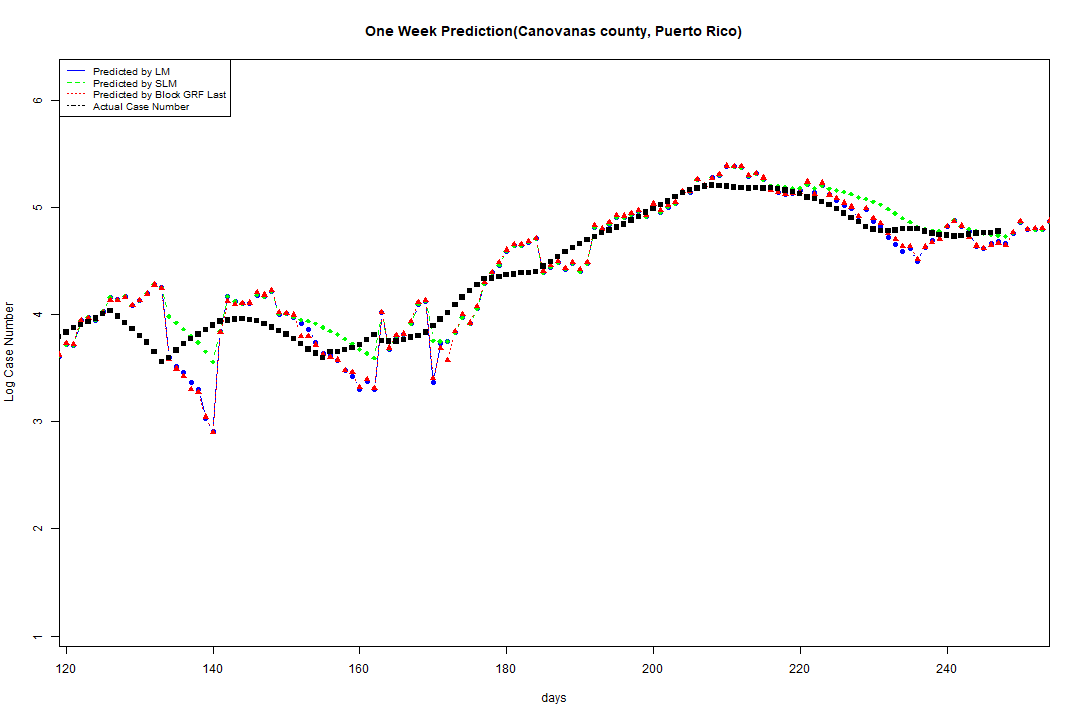 One Week Prediction(Canovanas county, Puerto Rico)
Predicted by LM
Predicted by SLM
Predicted by Block GRF Last
Actual Case Number
6
5
4
3
2
1
Log Case Number
120 140 160 180 200 220 240
days